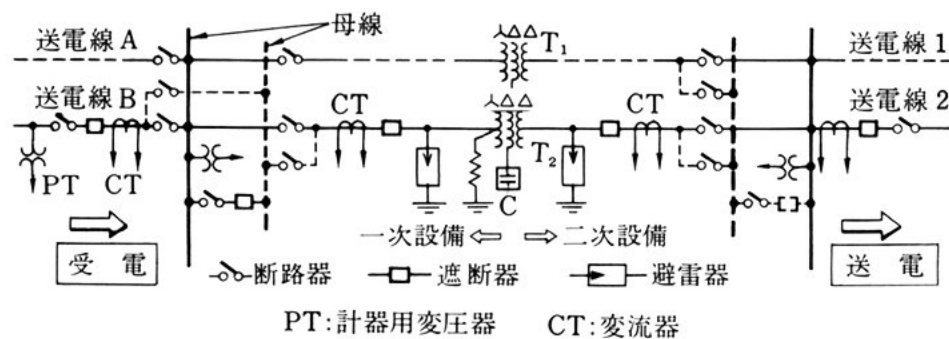 母線
送電線A
T₁
送電線1
送電線B
CT
CT
送電線2
T₂
PT
CT
C
一次設備
二次設備
受電
送電
断路器
遮断器
避雷器
PT:計器用変圧器
CT:変流器